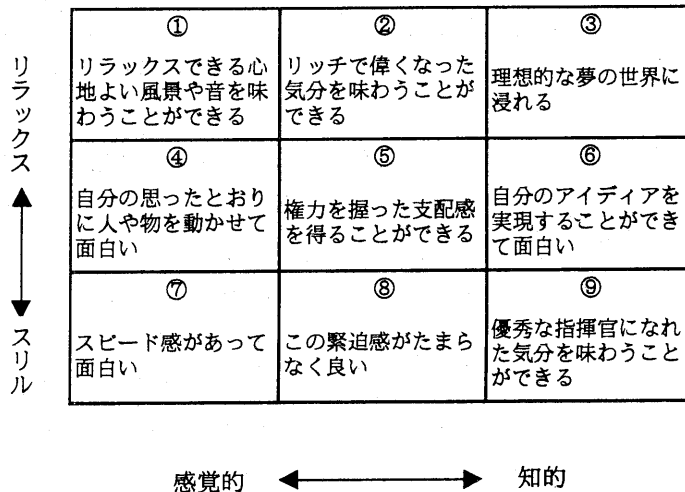 リラックス
スリル
①
リラックスできる心
地よい風景や音を味
わうことができる
②
リッチで偉くなった
気分を味わうことが
できる
③
理想的な夢の世界に
浸れる
④
自分の思ったとおり
に人や物を動かせて
面白い
⑤
権力を握った支配感
を得ることができる
⑥
自分のアイディアを
実現することができ
て面白い
⑦
スピード感があって
面白い
⑧
この緊迫感がたまら
なく良い
⑨
優秀な指揮官になれ
た気分を味わうこと
ができる
感覚的
知的